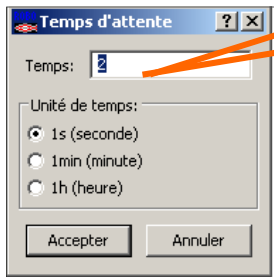 Temps d'attente
Temps: 2
Unité de temps:
1s (seconde)
1min (minute)
1h (heure)
Accepter Annuler